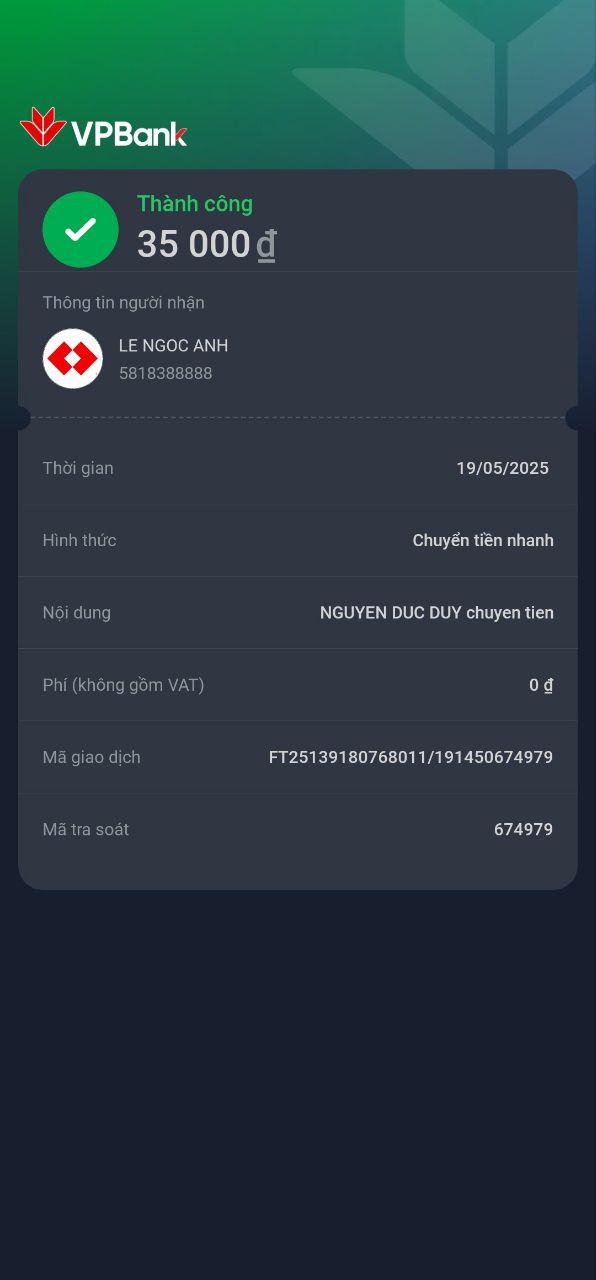 VPBank
Thành công
35 000 ₫
Thông tin người nhận
LE NGOC ANH
5818388888
Thời gian 19/05/2025
Hình thức Chuyển tiền nhanh
Nội dung NGUYEN DUC DUY chuyen tien
Phí (không gồm VAT) 0 ₫
Mã giao dịch FT25139180768011/191450674979
Mã tra soát 674979